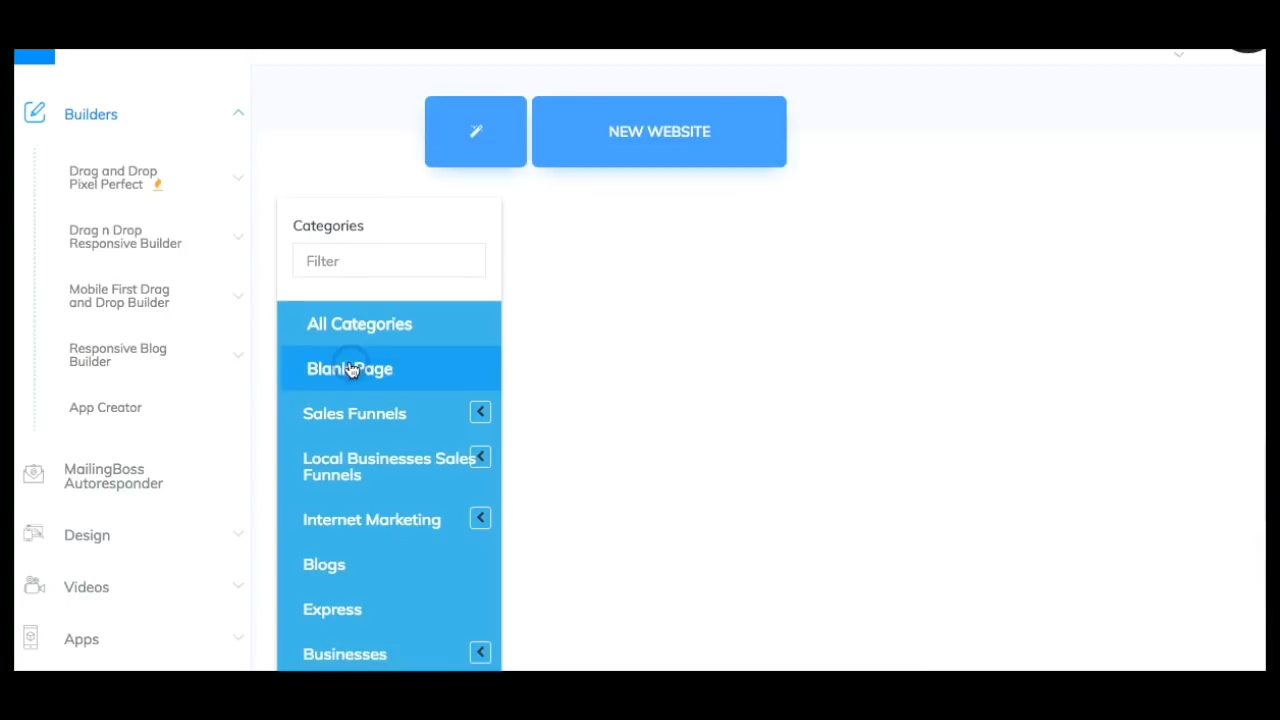 Builders
Drag and Drop
Pixel Perfect
Drag n Drop
Responsive Builder
Mobile First Drag
and Drop Builder
Responsive Blog
Builder
App Creator
MailingBoss
Autoresponder
Design
Videos
Apps
NEW WEBSITE
Categories
Filter
All Categories
Blank Page
Sales Funnels
Local Businesses Sales
Funnels
Internet Marketing
Blogs
Express
Businesses